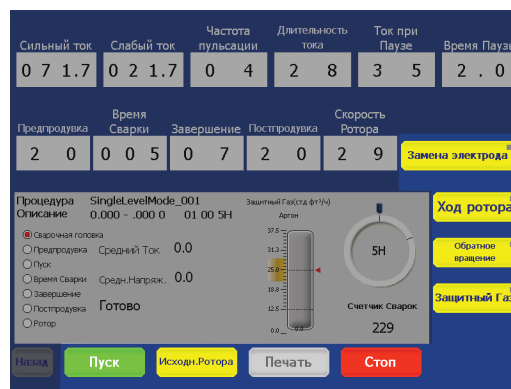 Сильный ток Слабый ток Частота пульсации Длительность тока Ток при Паузе Время Паузы
0 7 1.7 0 2 1.7 0 4 2 8 3 5 2 . 0
Предпродувка Время Сварки Завершение Постпродувка Скорость Ротора
2 0 0 0 5 0 7 2 0 2 9
Замена электрода
Процедура SingleLevelMode_001
Описание 0.000 - .000 0 01 00 5H
Сварочная головка
Предпродувка
Пуск
Время Сварки
Завершение
Постпродувка
Ротор
Средний Ток 0.0
Средн.Напряж. 0.0
Готово
Защитный Газ(стд фт³/ч)
Аргон
37.5
31.3
25.0
18.8
12.5
0.0
5H
Счетчик Сварок
229
Ход ротора
Обратное
вращение
Защитный Газ
Назад Пуск Исходн.Ротора Печать Стоп